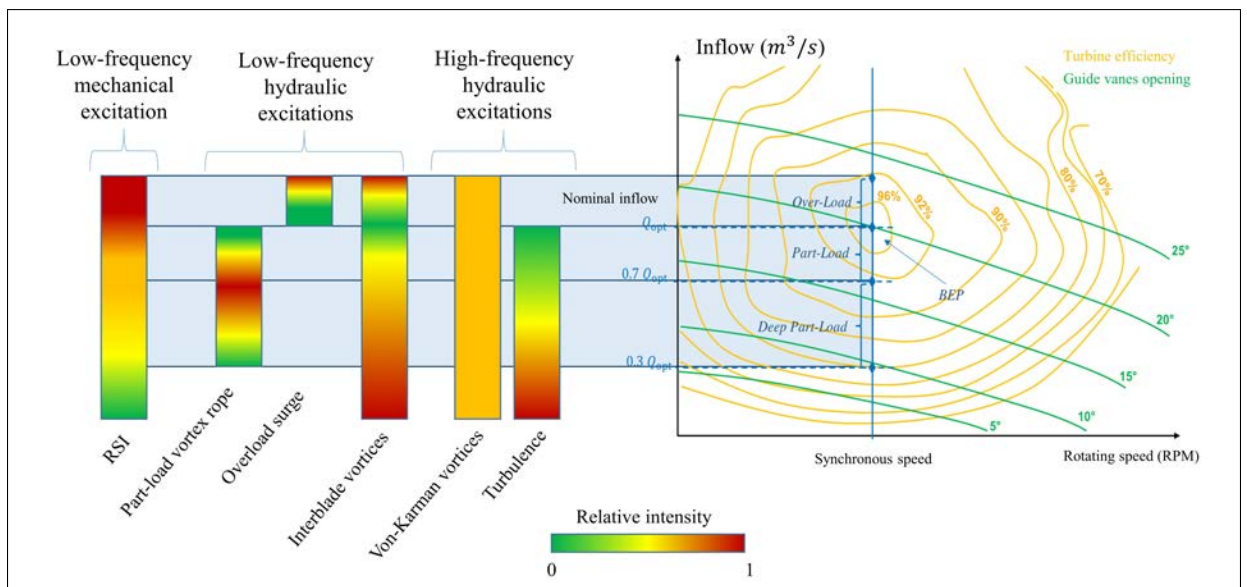 Low-frequency
mechanical
excitation
Low-frequency
hydraulic
excitations
High-frequency
hydraulic
excitations
Inflow (m³/s)
Turbine efficiency
Guide vanes opening
Nominal inflow
Q_opt
0.7 Q_opt
0.3 Q_opt
Over-Load
Part-Load
Deep Part-Load
96%
92%
90%
80%
70%
BEP
25°
20°
15°
10°
5°
Synchronous speed
Rotating speed (RPM)
RSI
Part-load vortex rope
Overload surge
Interblade vortices
Von-Karman vortices
Turbulence
Relative intensity
0
1